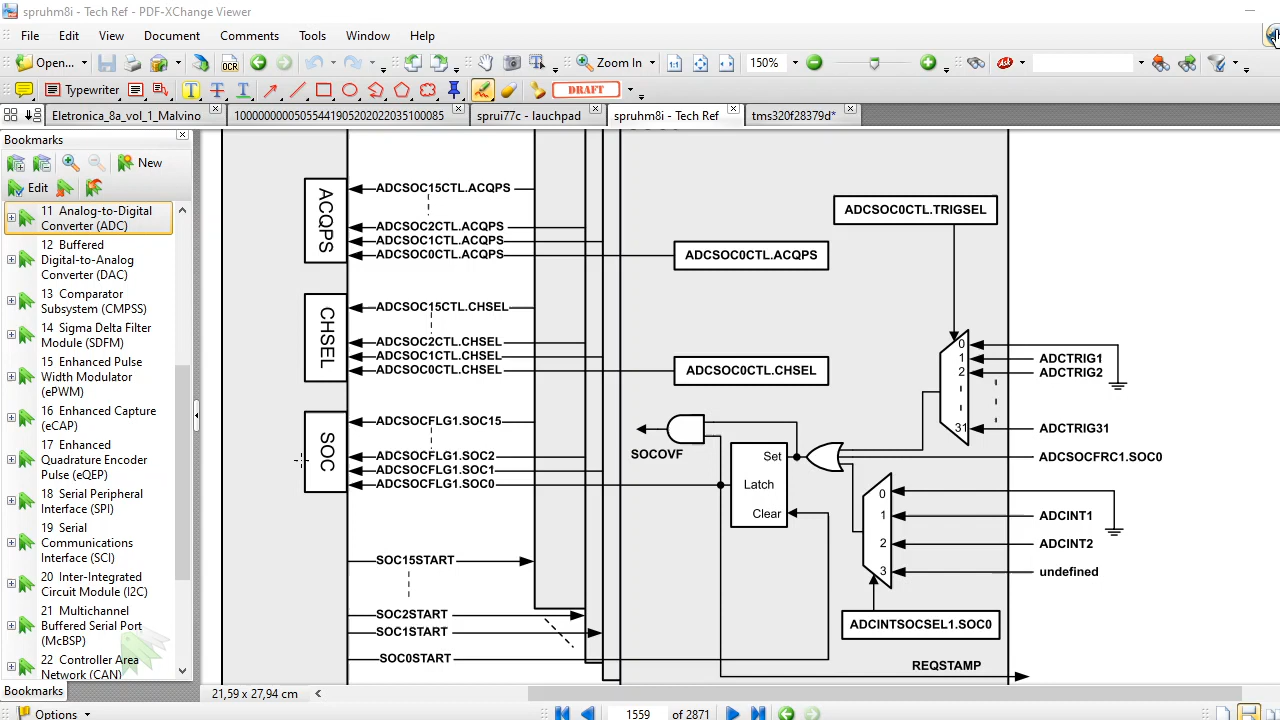 spruhm8i - Tech Ref - PDF-XChange Viewer
File Edit View Document Comments Tools Window Help
Open... OCR Zoom In 150%
Typewriter DRAFT
Eletronica_8a_vol_1_Malvino
10000000005055441905202022035100085
sprui77c - lauchpad
spruhm8i - Tech Ref
tms320f28379d*
Bookmarks
New
Edit
11 Analog-to-Digital
Converter (ADC)
12 Buffered
Digital-to-Analog
Converter (DAC)
13 Comparator
Subsystem (CMPSS)
14 Sigma Delta Filter
Module (SDFM)
15 Enhanced Pulse
Width Modulator
(ePWM)
16 Enhanced Capture
(eCAP)
17 Enhanced
Quadrature Encoder
Pulse (eQEP)
18 Serial Peripheral
Interface (SPI)
19 Serial
Communications
Interface (SCI)
20 Inter-Integrated
Circuit Module (I2C)
21 Multichannel
Buffered Serial Port
(McBSP)
22 Controller Area
Network (CAN)
Bookmarks
Options
ACQPS
ADCSOC15CTL.ACQPS
ADCSOC2CTL.ACQPS
ADCSOC1CTL.ACQPS
ADCSOC0CTL.ACQPS
ADCSOC0CTL.ACQPS
ADCSOC0CTL.TRIGSEL
CHSEL
ADCSOC15CTL.CHSEL
ADCSOC2CTL.CHSEL
ADCSOC1CTL.CHSEL
ADCSOC0CTL.CHSEL
ADCSOC0CTL.CHSEL
0
1
2
31
ADCTRIG1
ADCTRIG2
ADCTRIG31
SOC
ADCSOCFLG1.SOC15
ADCSOCFLG1.SOC2
ADCSOCFLG1.SOC1
ADCSOCFLG1.SOC0
SOCOVF
Set
Latch
Clear
ADCSOCFRC1.SOC0
0
1
2
3
ADCINT1
ADCINT2
undefined
ADCINTSOCSEL1.SOC0
SOC15START
SOC2START
SOC1START
SOC0START
REQSTAMP
21,59 x 27,94 cm
1559 of 2871